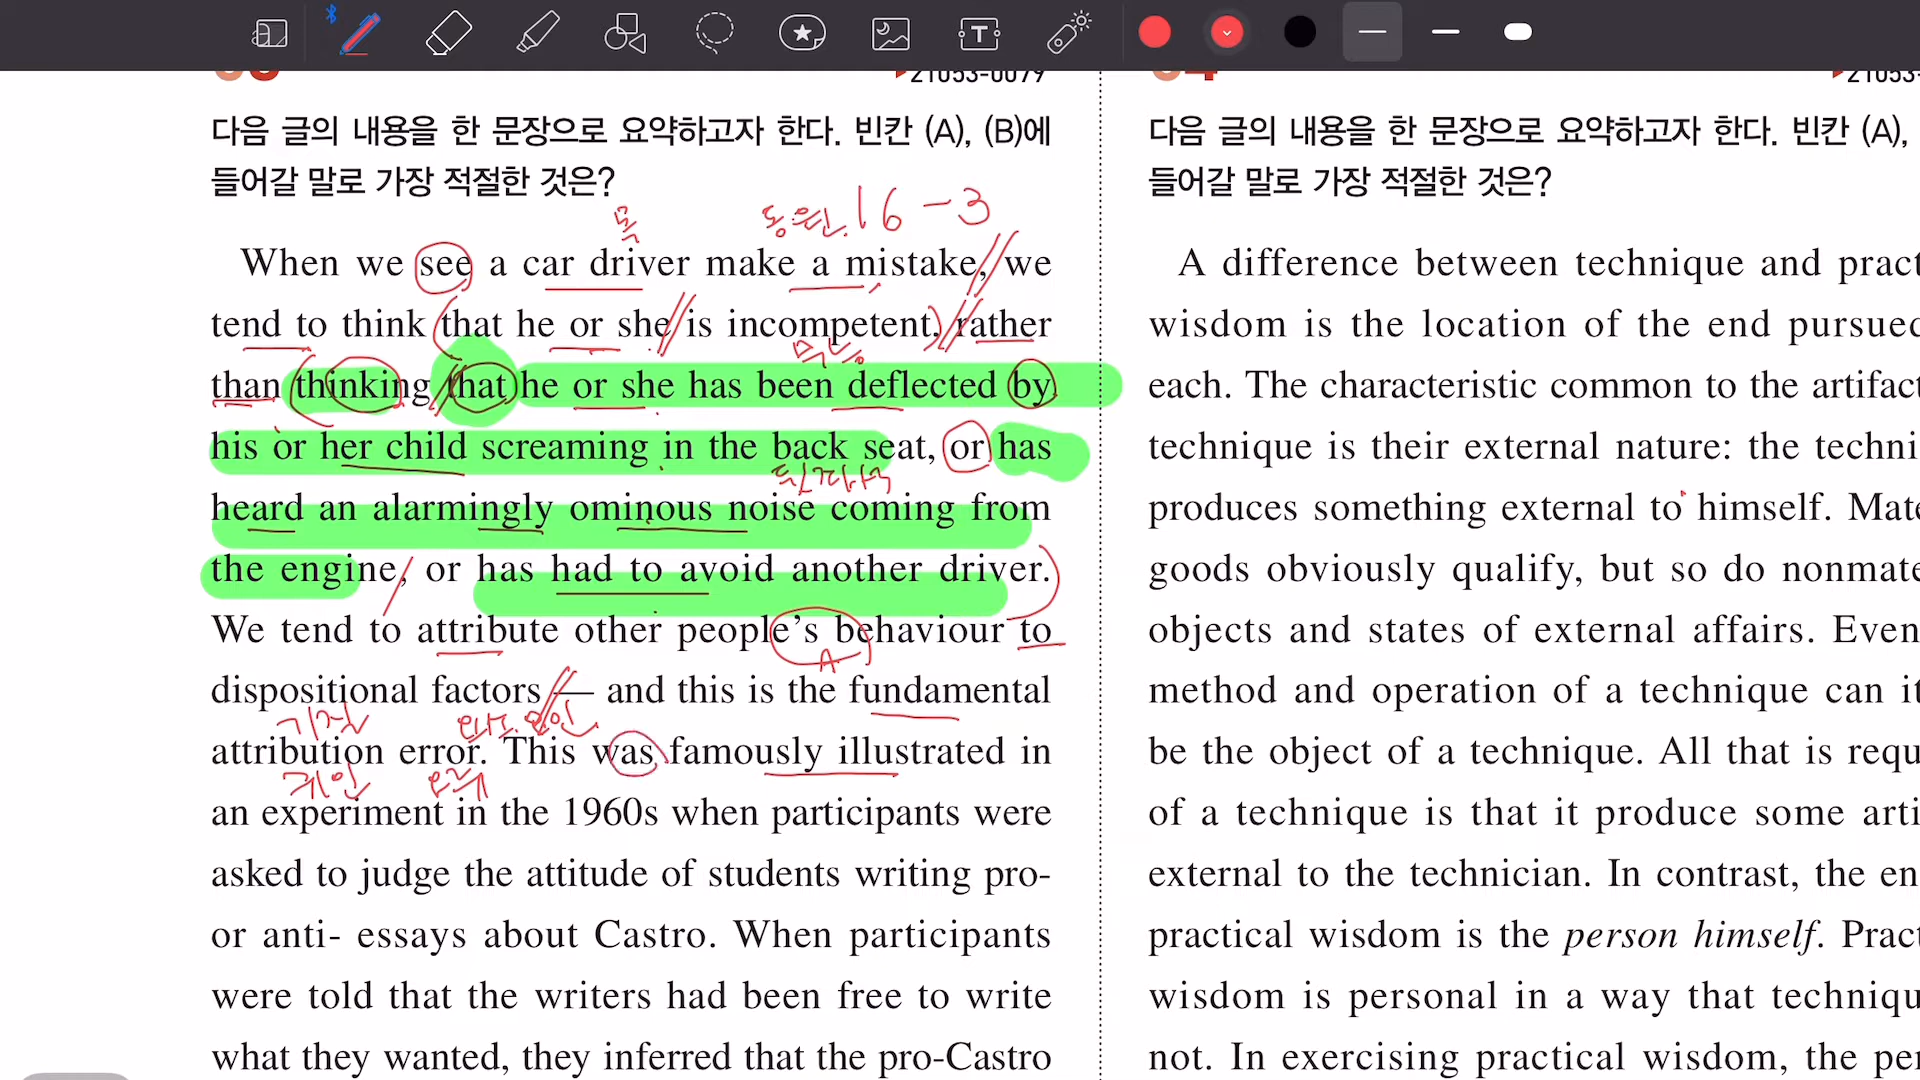 21053-0079
다음 글의 내용을 한 문장으로 요약하고자 한다. 빈칸 (A), (B)에
들어갈 말로 가장 적절한 것은?
16-3
When we see a car driver make a mistake, we
tend to think that he or she is incompetent, rather
than thinking that he or she has been deflected by
his or her child screaming in the back seat, or has
heard an alarmingly ominous noise coming from
the engine, or has had to avoid another driver.
We tend to attribute other people's behaviour to
A
dispositional factors — and this is the fundamental
기질
요인
attribution error. This was famously illustrated in
귀인 오류
an experiment in the 1960s when participants were
asked to judge the attitude of students writing pro-
or anti- essays about Castro. When participants
were told that the writers had been free to write
what they wanted, they inferred that the pro-Castro
21053-
다음 글의 내용을 한 문장으로 요약하고자 한다. 빈칸 (A),
들어갈 말로 가장 적절한 것은?
A difference between technique and pract
wisdom is the location of the end pursued
each. The characteristic common to the artifact
technique is their external nature: the techni
produces something external to himself. Mate
goods obviously qualify, but so do nonmate
objects and states of external affairs. Even
method and operation of a technique can it
be the object of a technique. All that is requ
of a technique is that it produce some arti
external to the technician. In contrast, the en
practical wisdom is the person himself. Pract
wisdom is personal in a way that techniqu
not. In exercising practical wisdom, the per